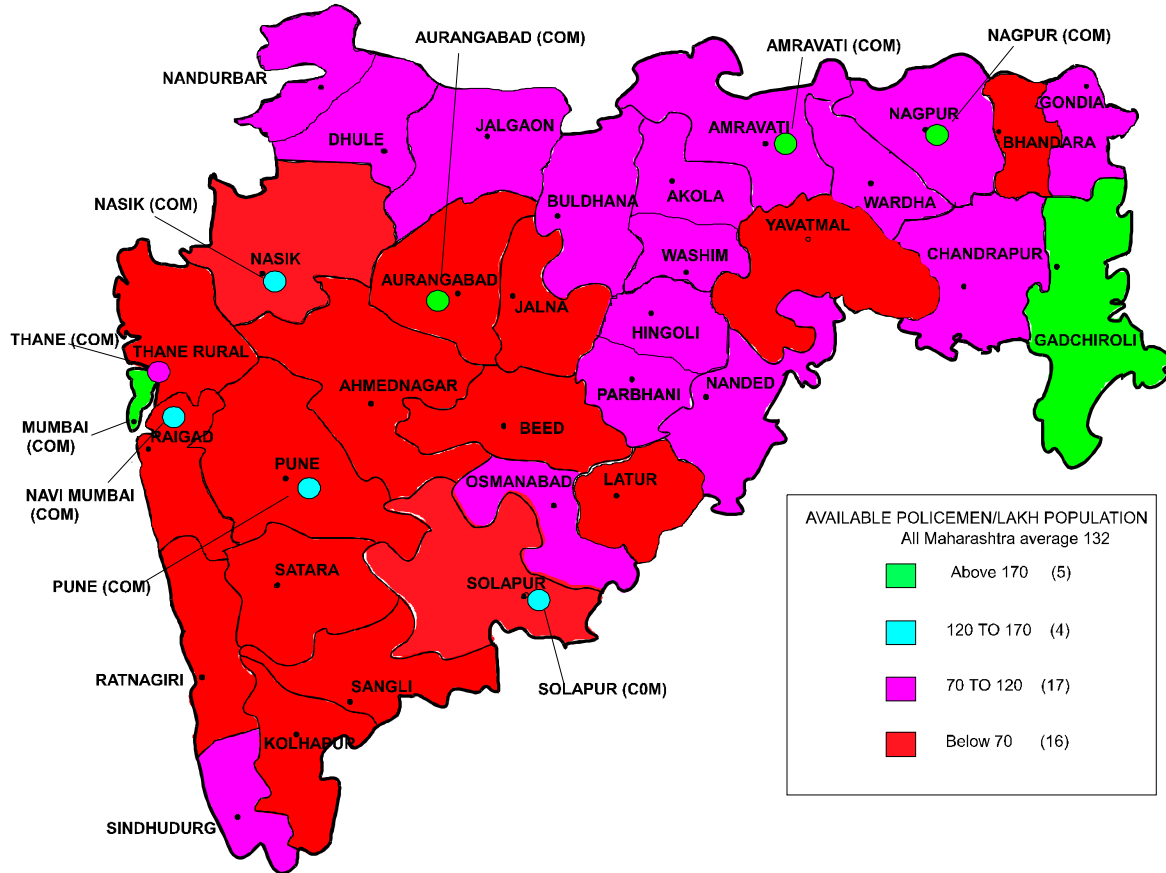 AURANGABAD (COM)
AMRAVATI (COM)
NAGPUR (COM)
NANDURBAR
DHULE
JALGAON
AMRAVATI
NAGPUR
GONDIA
BHANDARA
BULDHANA
AKOLA
WARDHA
NASIK (COM)
YAVATMAL
NASIK
AURANGABAD
WASHIM
CHANDRAPUR
JALNA
HINGOLI
THANE (COM)
THANE RURAL
GADCHIROLI
AHMEDNAGAR
PARBHANI
NANDED
MUMBAI
(COM)
RAIGAD
BEED
PUNE
OSMANABAD
LATUR
NAVI MUMBAI
(COM)
PUNE (COM)
SATARA
SOLAPUR
RATNAGIRI
SANGLI
SOLAPUR (C0M)
KOLHAPUR
SINDHUDURG
AVAILABLE POLICEMEN/LAKH POPULATION
All Maharashtra average 132
Above 170 (5)
120 TO 170 (4)
70 TO 120 (17)
Below 70 (16)